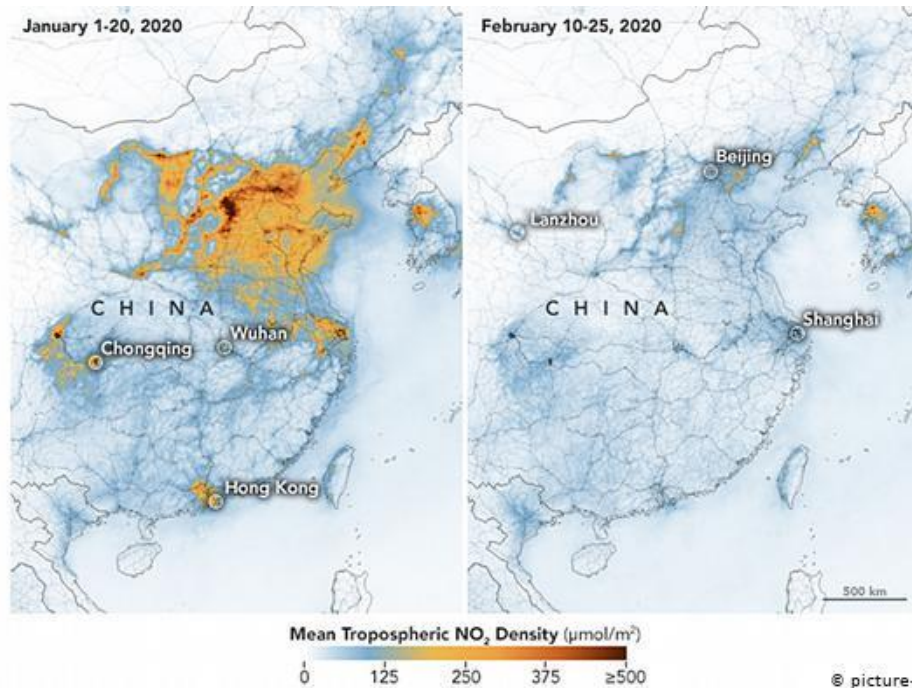 January 1-20, 2020
CHINA
Wuhan
Chongqing
Hong Kong
February 10-25, 2020
Beijing
Lanzhou
CHINA
Shanghai
500 km
Mean Tropospheric NO₂ Density (μmol/m²)
0 125 250 375 ≥500
© picture-